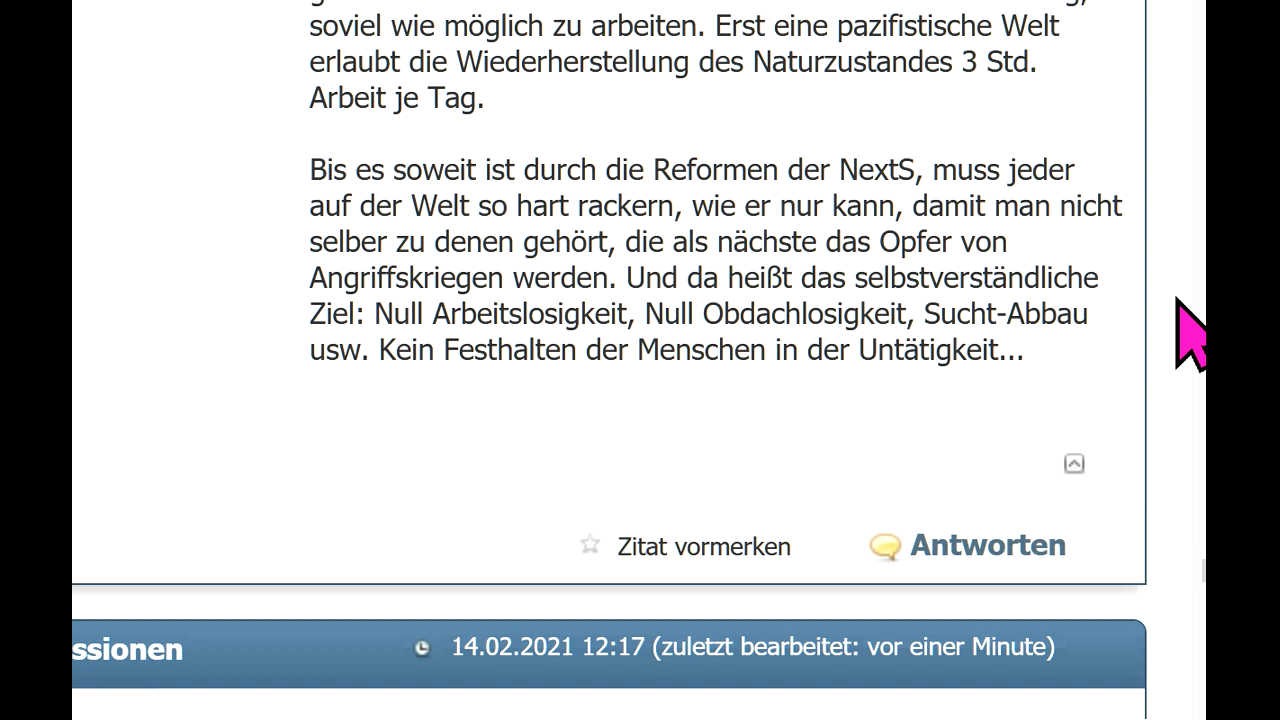 soviel wie möglich zu arbeiten. Erst eine pazifistische Welt
erlaubt die Wiederherstellung des Naturzustandes 3 Std.
Arbeit je Tag.
Bis es soweit ist durch die Reformen der NextS, muss jeder
auf der Welt so hart rackern, wie er nur kann, damit man nicht
selber zu denen gehört, die als nächste das Opfer von
Angriffskriegen werden. Und da heißt das selbstverständliche
Ziel: Null Arbeitslosigkeit, Null Obdachlosigkeit, Sucht-Abbau
usw. Kein Festhalten der Menschen in der Untätigkeit...
Zitat vormerken Antworten
ssionen 14.02.2021 12:17 (zuletzt bearbeitet: vor einer Minute)